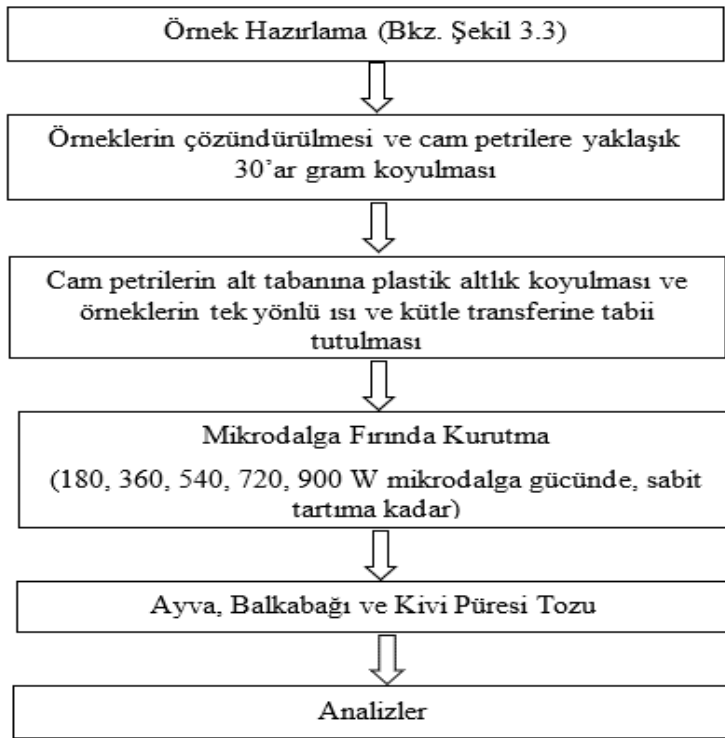 Örnek Hazırlama (Bkz. Şekil 3.3)
Örneklerin çözündürülmesi ve cam petrilere yaklaşık
30’ar gram koyulması
Cam petrilerin alt tabanına plastik altlık koyulması ve
örneklerin tek yönlü ısı ve kütle transferine tabii
tutulması
Mikrodalga Fırında Kurutma
(180, 360, 540, 720, 900 W mikrodalga gücünde, sabit
tartıma kadar)
Ayva, Balkabağı ve Kivi Püresi Tozu
Analizler